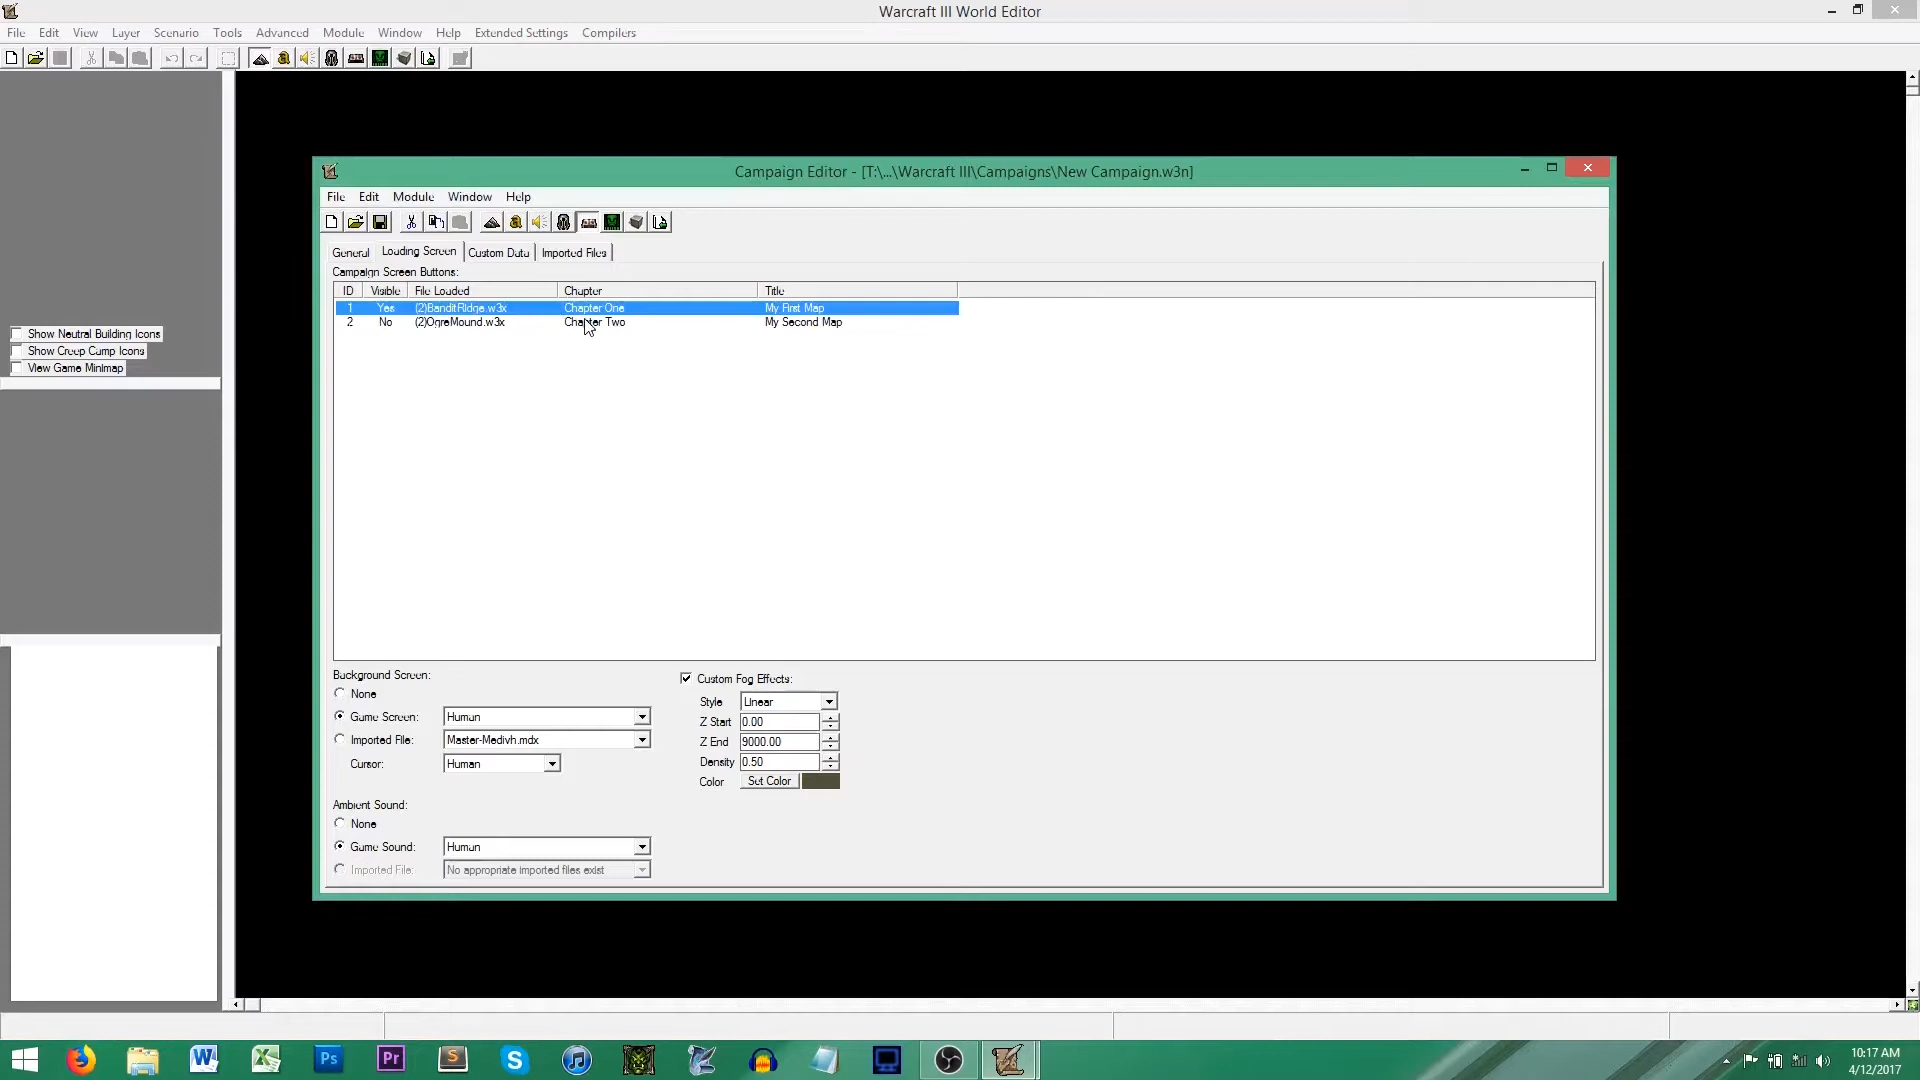 Warcraft III World Editor
File Edit View Layer Scenario Tools Advanced Module Window Help Extended Settings Compilers
Campaign Editor - [T:\...\Warcraft III\Campaigns\New Campaign.w3n]
File Edit Module Window Help
General Loading Screen Custom Data Imported Files
Campaign Screen Buttons:
ID Visible File Loaded Chapter Title
1 Yes (2)BanditRidge.w3x Chapter One My First Map
2 No (2)OgreMound.w3x Chapter Two My Second Map
Show Neutral Building Icons
Show Creep Camp Icons
View Game Minimap
Background Screen:
None
Game Screen: Human
Imported File: Master-Medivh.mdx
Cursor: Human
Custom Fog Effects:
Style Linear
Z Start 0.00
Z End 9000.00
Density 0.50
Color Set Color
Ambient Sound:
None
Game Sound: Human
Imported File: No appropriate imported files exist
W X Ps Pr S S
10:17 AM
4/12/2017